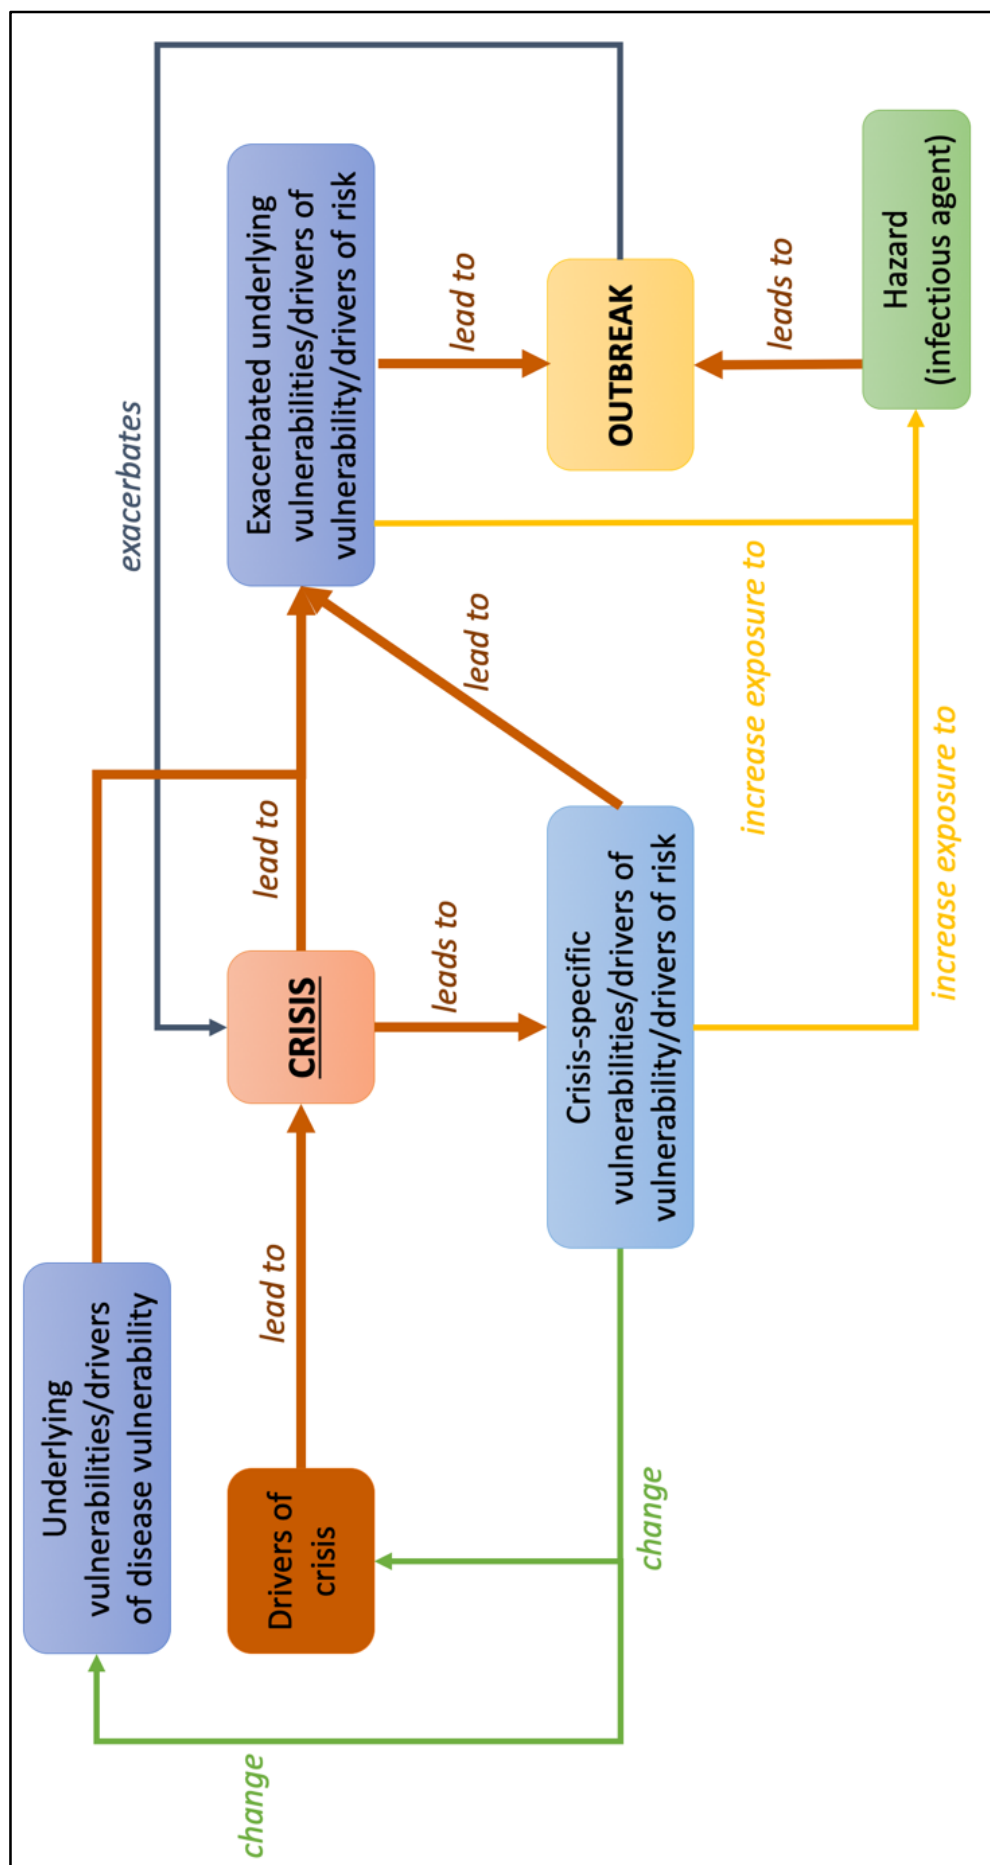 Underlying
vulnerabilities/drivers
of disease vulnerability
change
exacerbates
Drivers of
crisis
lead to
CRISIS
lead to
Exacerbated underlying
vulnerabilities/drivers of
vulnerability/drivers of risk
leads to
lead to
lead to
change
Crisis-specific
vulnerabilities/drivers of
vulnerability/drivers of risk
OUTBREAK
increase exposure to
leads to
increase exposure to
Hazard
(infectious agent)